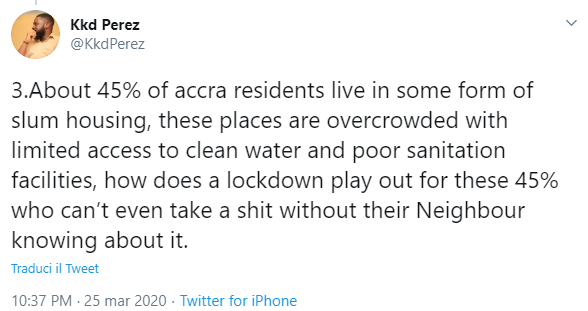 Kkd Perez
@KkdPerez
3.About 45% of accra residents live in some form of
slum housing, these places are overcrowded with
limited access to clean water and poor sanitation
facilities, how does a lockdown play out for these 45%
who can’t even take a shit without their Neighbour
knowing about it.
Traduci il Tweet
10:37 PM · 25 mar 2020 · Twitter for iPhone